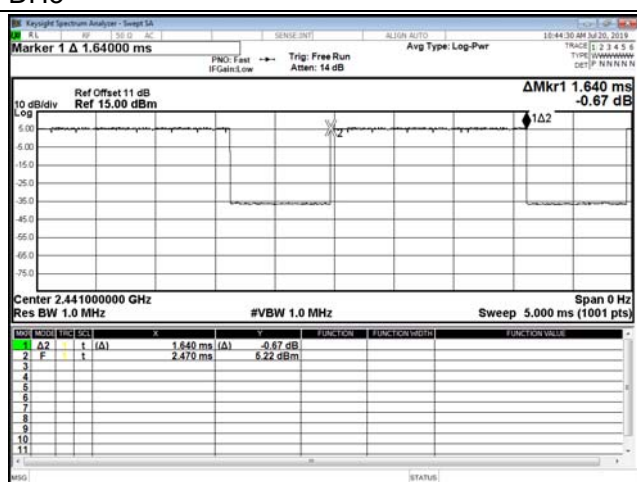 Keysight Spectrum Analyzer - Swept SA
RL RF 50 Ω AC SENSE:INT ALIGN AUTO 10:44:30 AM Jul 20, 2019
Marker 1 Δ 1.64000 ms
PNO: Fast Trig: Free Run Avg Type: Log-Pwr TRACE 1 2 3 4 5 6
IFGain:Low Atten: 14 dB TYPE
DET P N N N N N
ΔMkr1 1.640 ms
-0.67 dB
Ref Offset 11 dB
10 dB/div Ref 15.00 dBm
Log
1Δ2
5.00
2
-5.00
-15.0
-25.0
-35.0
-45.0
-55.0
-65.0
-75.0
Center 2.441000000 GHz Span 0 Hz
Res BW 1.0 MHz #VBW 1.0 MHz Sweep 5.000 ms (1001 pts)
MKR MODE TRC SCL X Y FUNCTION FUNCTION WIDTH FUNCTION VALUE
1 Δ2 1 t (Δ) 1.640 ms (Δ) -0.67 dB
2 F 1 t 2.470 ms 5.22 dBm
3
4
5
6
7
8
9
10
11
MSG STATUS